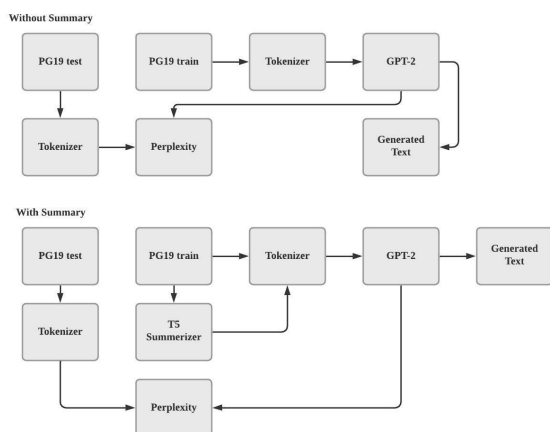 Without Summary
PG19 test
PG19 train
Tokenizer
GPT-2
Tokenizer
Perplexity
Generated
Text
With Summary
PG19 test
PG19 train
Tokenizer
GPT-2
Generated
Text
Tokenizer
T5
Summerizer
Perplexity